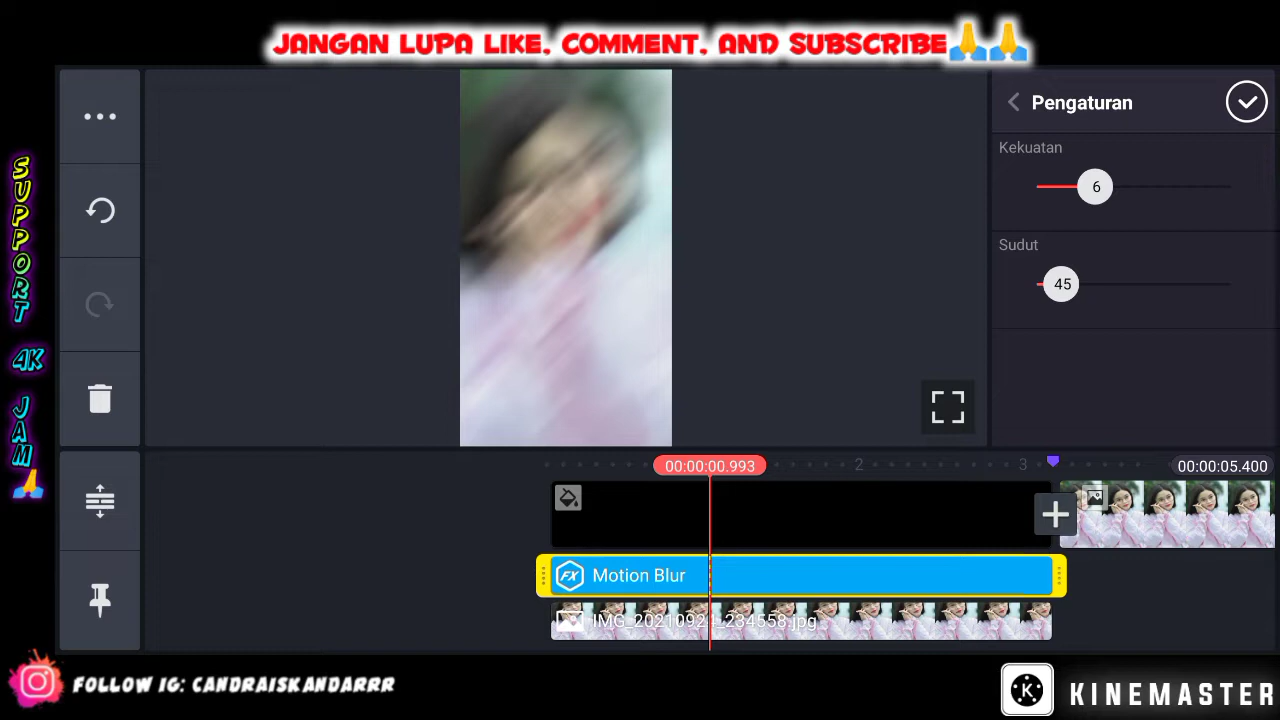 JANGAN LUPA LIKE, COMMENT, AND SUBSCRIBE🙏🙏
Pengaturan
Kekuatan
6
Sudut
45
SUPPORT 4K JAM🙏
00:00:00.993
2
3
00:00:05.400
FX Motion Blur
FOLLOW IG: CANDRAISKANDARRR
K KINEMASTER